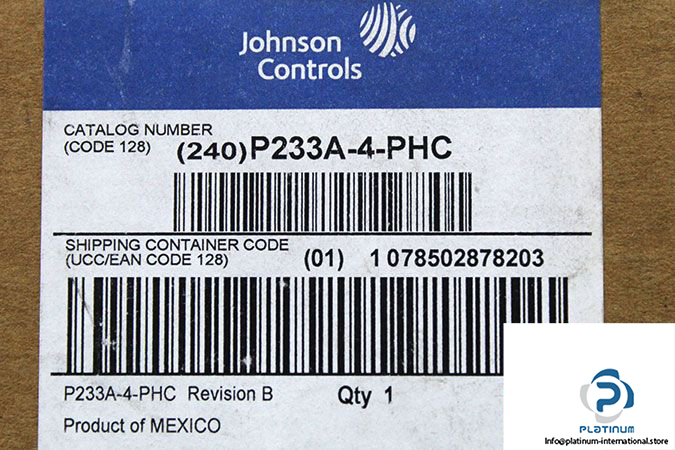 Johnson
Controls
CATALOG NUMBER
(CODE 128)
(240)P233A-4-PHC
SHIPPING CONTAINER CODE
(UCC/EAN CODE 128)
(01) 1 078502878203
P233A-4-PHC Revision B Qty 1
Product of MEXICO
PLATINUM
Info@platinum-international.store